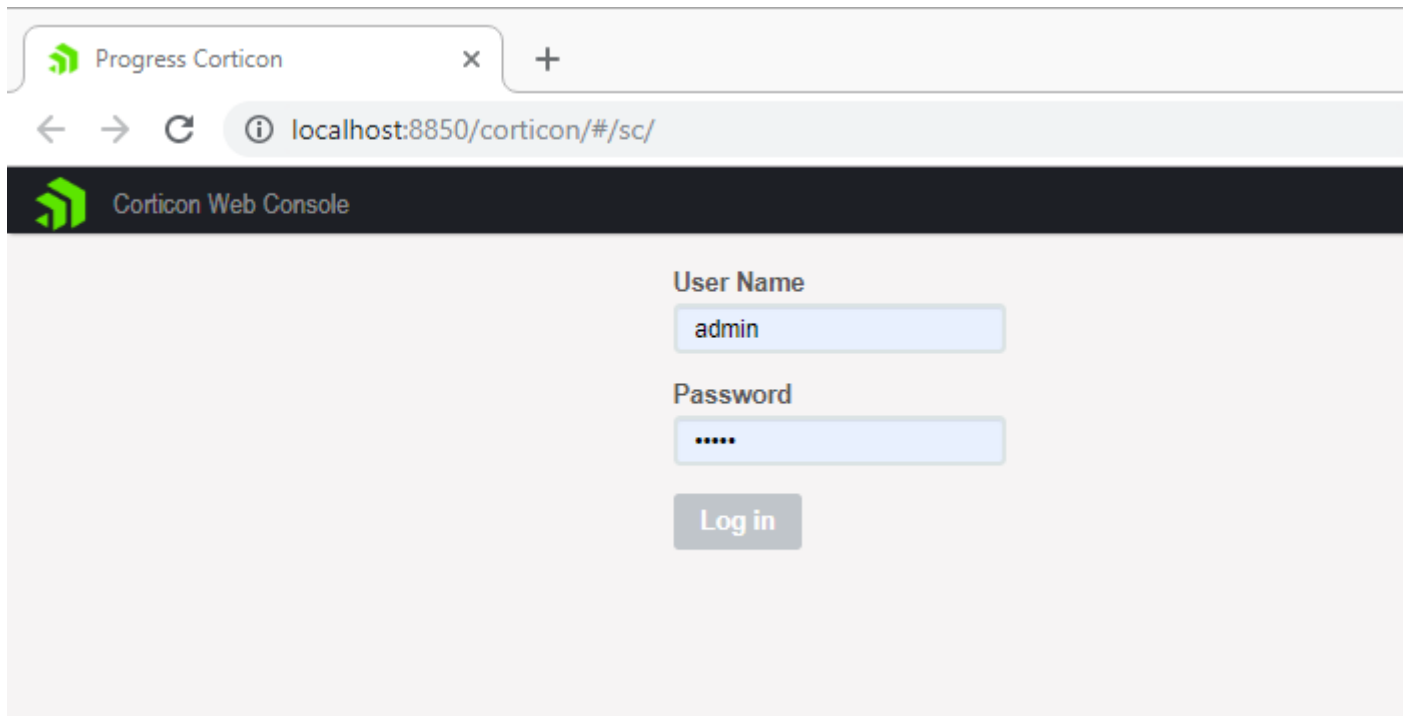 Progress Corticon
localhost:8850/corticon/#/sc/
Corticon Web Console
User Name
admin
Password
•••••
Log in